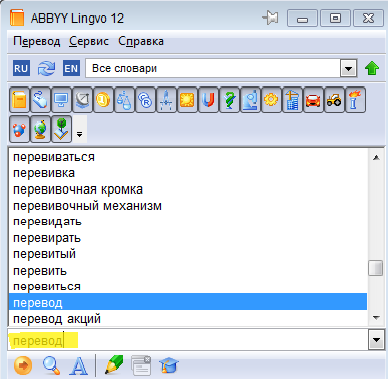 ABBYY Lingvo 12
Перевод Сервис Справка
RU EN Все словари
перевиваться
перевивка
перевивочная кромка
перевивочный механизм
перевидать
перевирать
перевитый
перевить
перевиться
перевод
перевод акций
перевод